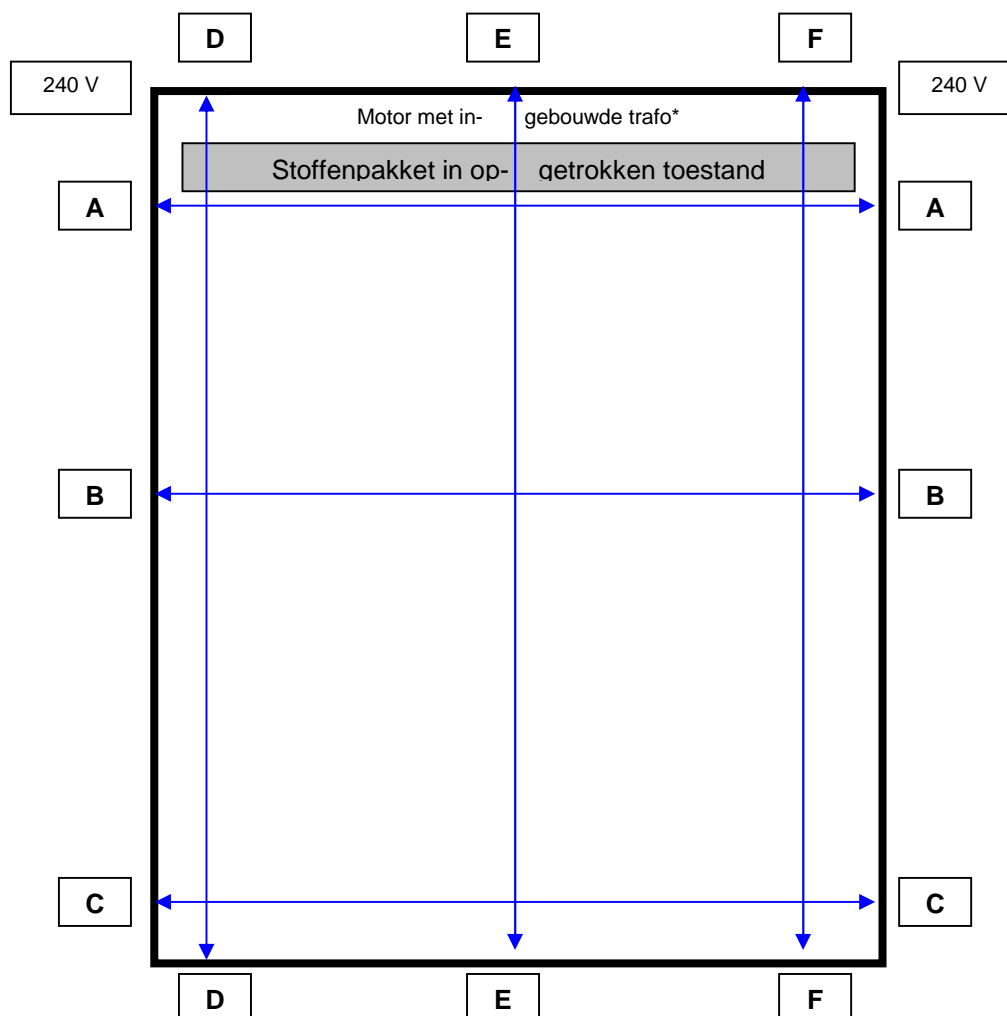 D E F
240 V 240 V
Motor met in- gebouwde trafo*
Stoffenpakket in op- getrokken toestand
A A
B B
C C
D E F